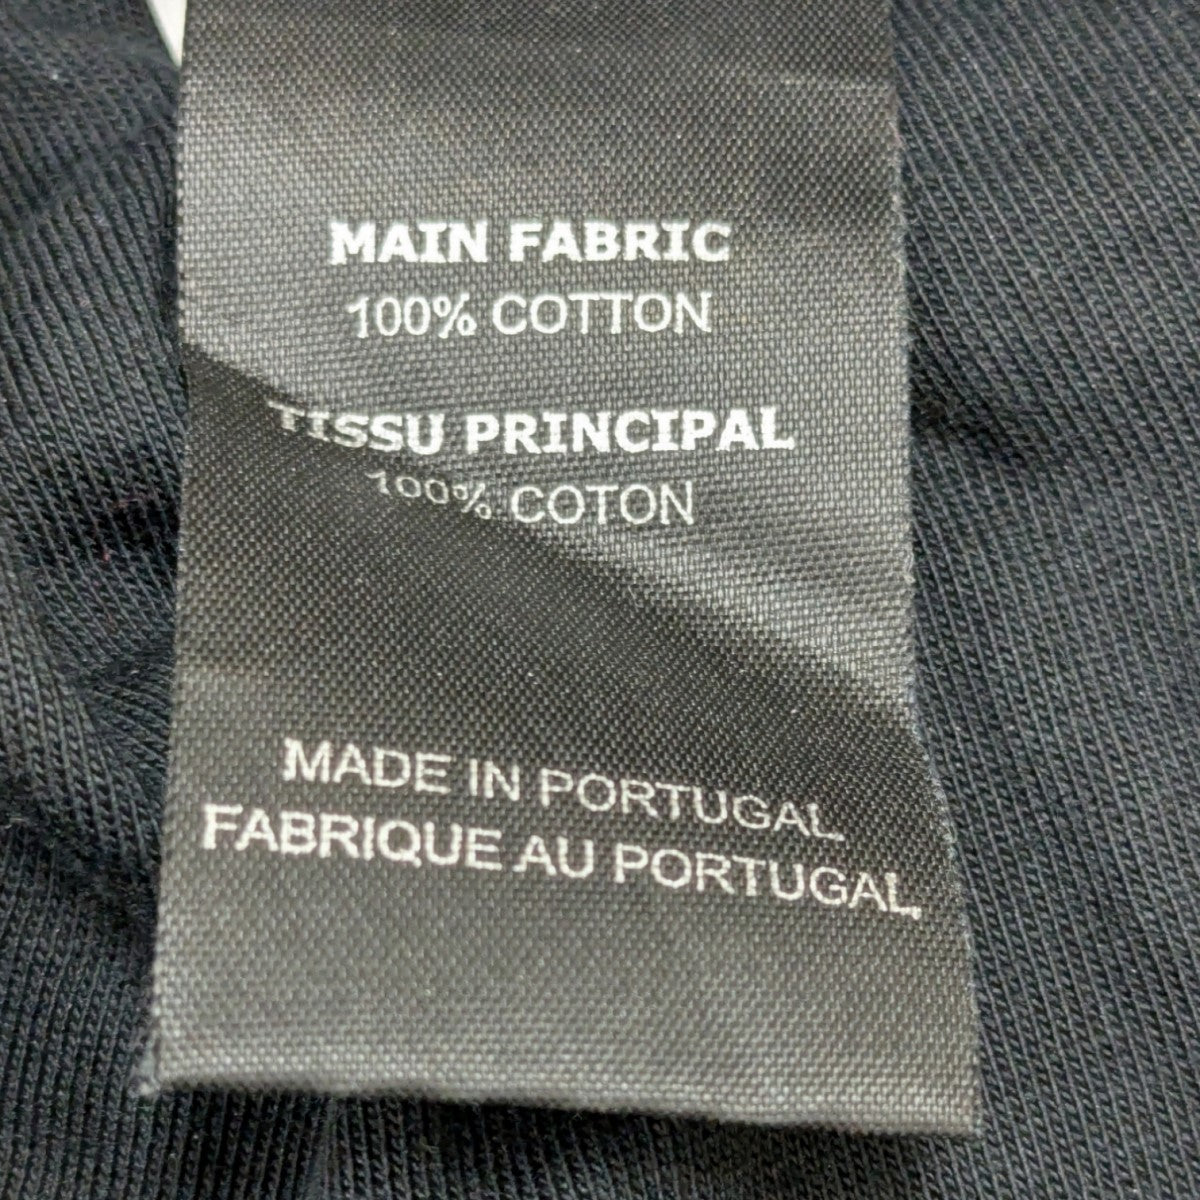 MAIN FABRIC
100% COTTON
TISSU PRINCIPAL
100% COTON
MADE IN PORTUGAL
FABRIQUE AU PORTUGAL